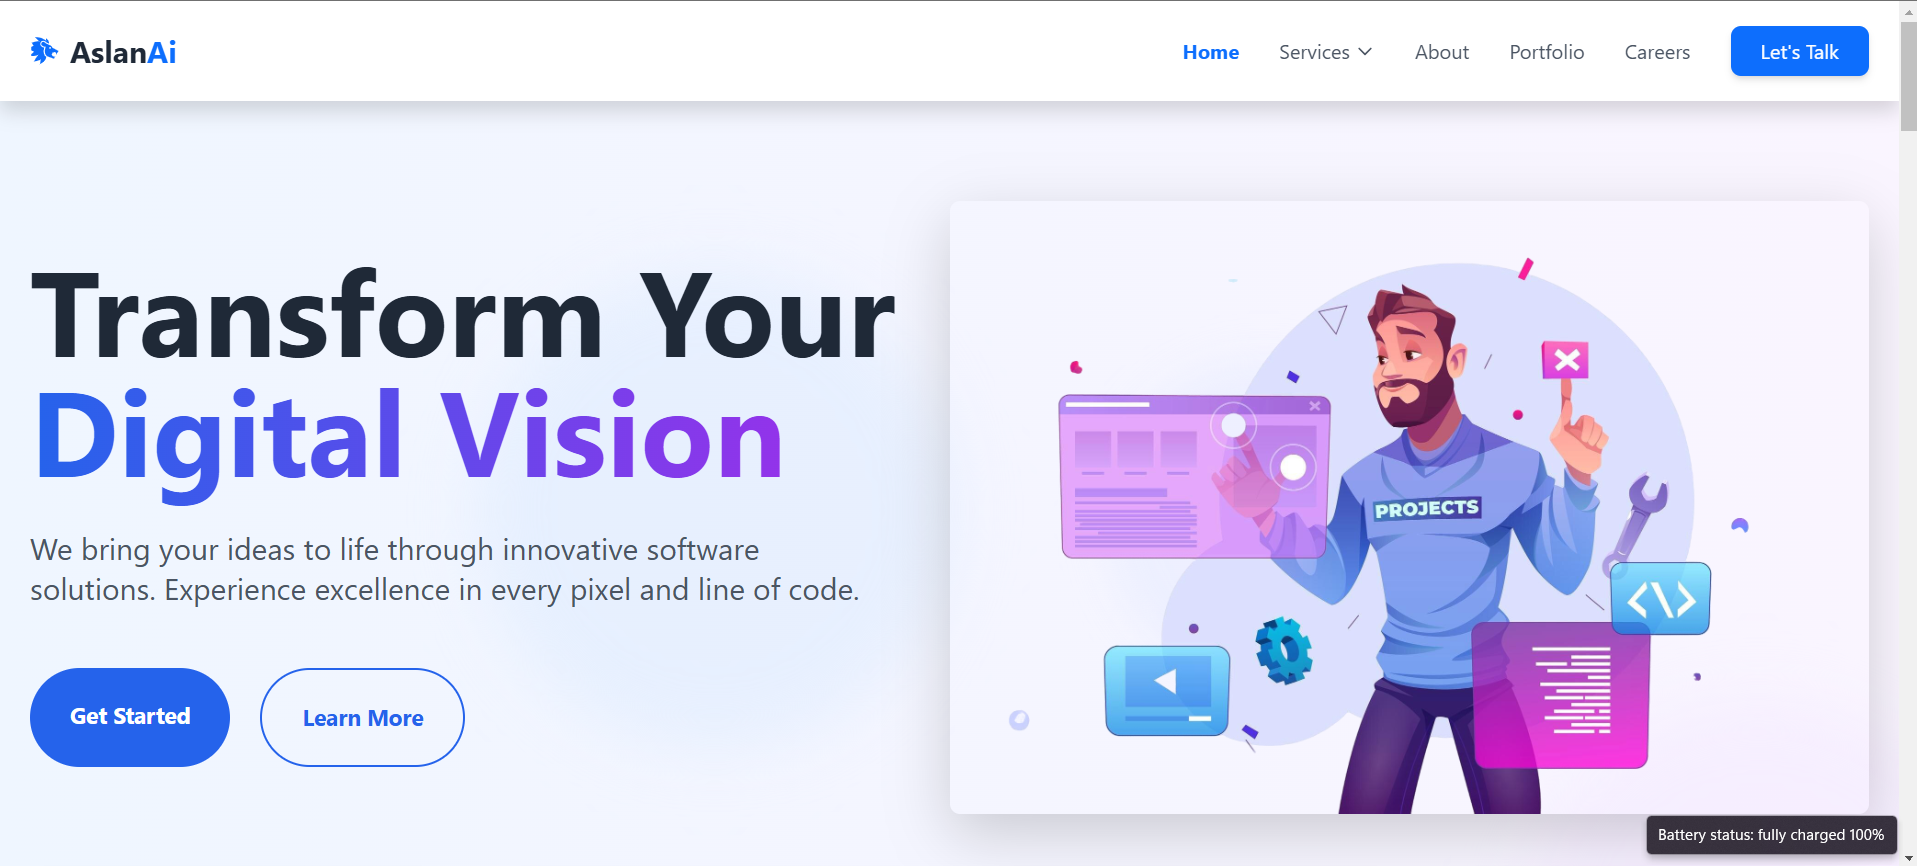 AslanAi
Home
Services
About
Portfolio
Careers
Let's Talk
Transform Your
Digital Vision
We bring your ideas to life through innovative software
solutions. Experience excellence in every pixel and line of code.
Get Started
Learn More
PROJECTS
Battery status: fully charged 100%